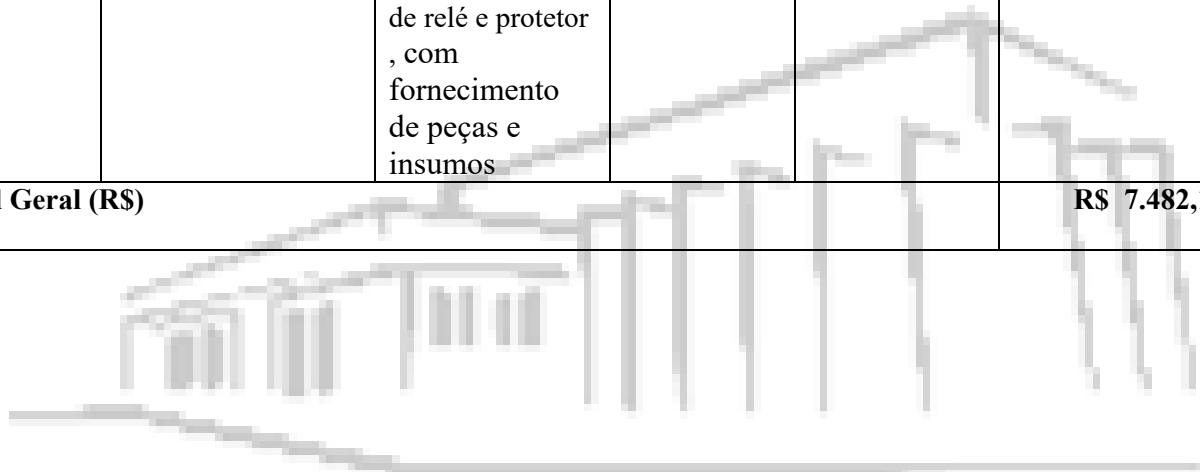 de relé e protetor
, com
fornecimento
de peças e
insumos
Geral (R$) R$ 7.482,